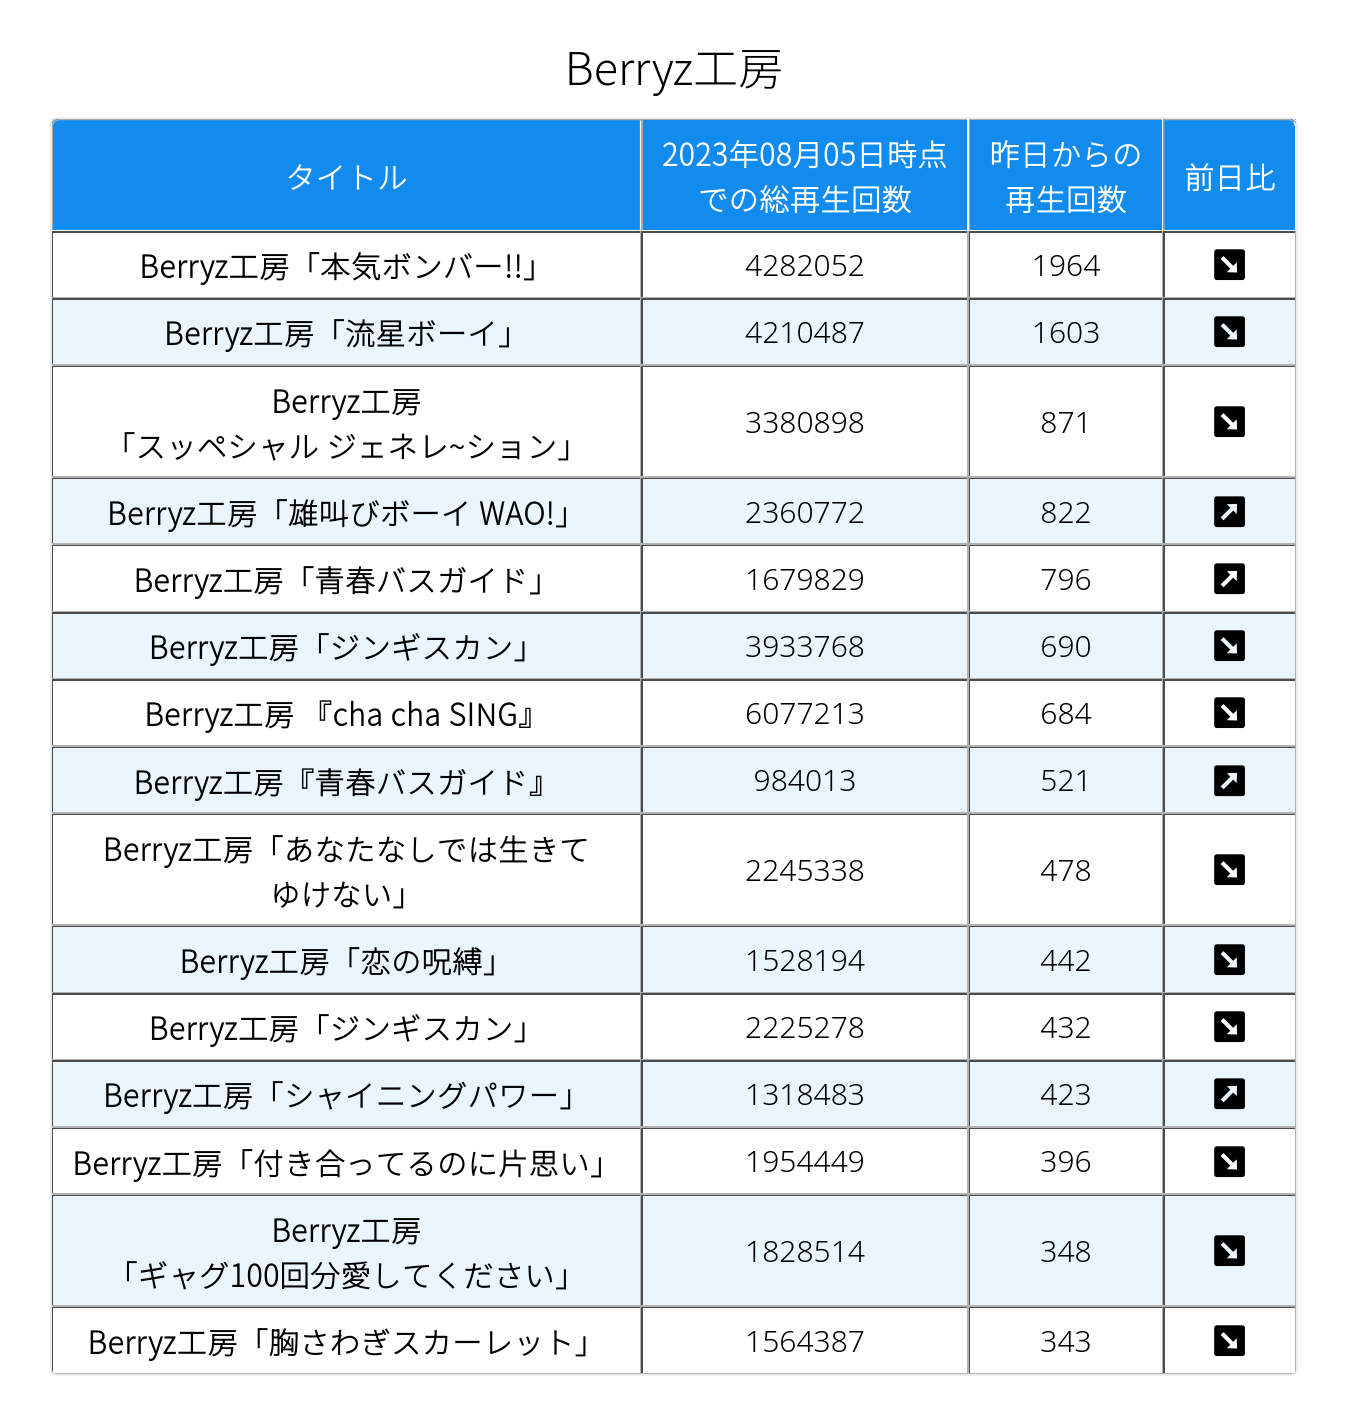 Berryz工房
タイトル
2023年08月05日時点
での総再生回数
昨日からの
再生回数
前日比
Berryz工房「本気ボンバー!!」 4282052 1964 ↘
Berryz工房「流星ボーイ」 4210487 1603 ↘
Berryz工房
「スッペシャル ジェネレ~ション」 3380898 871 ↘
Berryz工房「雄叫びボーイ WAO!」 2360772 822 ↗
Berryz工房「青春バスガイド」 1679829 796 ↗
Berryz工房「ジンギスカン」 3933768 690 ↘
Berryz工房 『cha cha SING』 6077213 684 ↘
Berryz工房『青春バスガイド』 984013 521 ↗
Berryz工房「あなたなしでは生きて
ゆけない」 2245338 478 ↘
Berryz工房「恋の呪縛」 1528194 442 ↘
Berryz工房「ジンギスカン」 2225278 432 ↘
Berryz工房「シャイニングパワー」 1318483 423 ↗
Berryz工房「付き合ってるのに片思い」 1954449 396 ↘
Berryz工房
「ギャグ100回分愛してください」 1828514 348 ↘
Berryz工房「胸さわぎスカーレット」 1564387 343 ↘